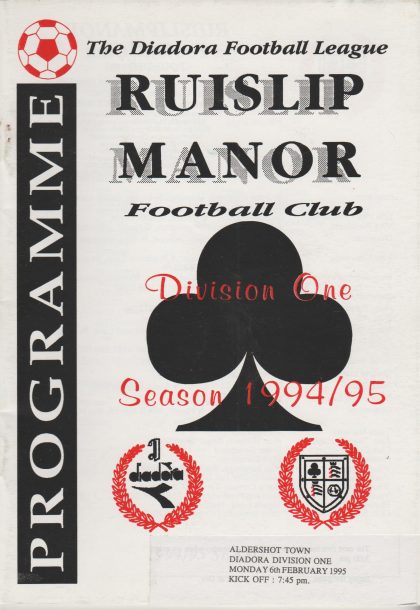 The Diadora Football League
RUISLIP
MANOR
Football Club
PROGRAMME
Division One
Season 1994/95
diadora
ALDERSHOT TOWN
DIADORA DIVISION ONE
MONDAY 6th FEBRUARY 1995
KICK OFF : 7:45 pm.